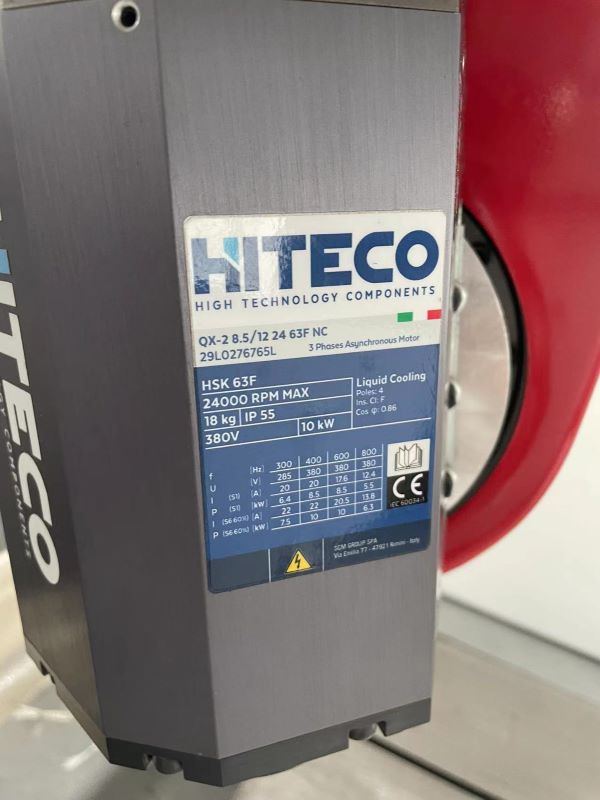 HITECO
HIGH TECHNOLOGY COMPONENTS
QX-2 8.5/12 24 63F NC
29L0276765L 3 Phases Asynchronous Motor
HSK 63F
24000 RPM MAX
18 kg IP 55
380V 10 kW
Liquid Cooling
Poles: 4
Ins. Cl: F
Cos φ: 0.86
f (Hz) 300 400 600 800
U (V) 285 380 380 380
I (S1) (A) 20 20 17.6 12.4
P (S1) (kW) 6.4 8.5 8.5 5.5
I (S6 60%) (A) 22 22 20.5 13.8
P (S6 60%) (kW) 7.5 10 10 6.3
CE
IEC 60034-1
SCM GROUP SPA
Via Emilia 77 - 47921 Rimini - Italy
HITECO
COMPONENTS